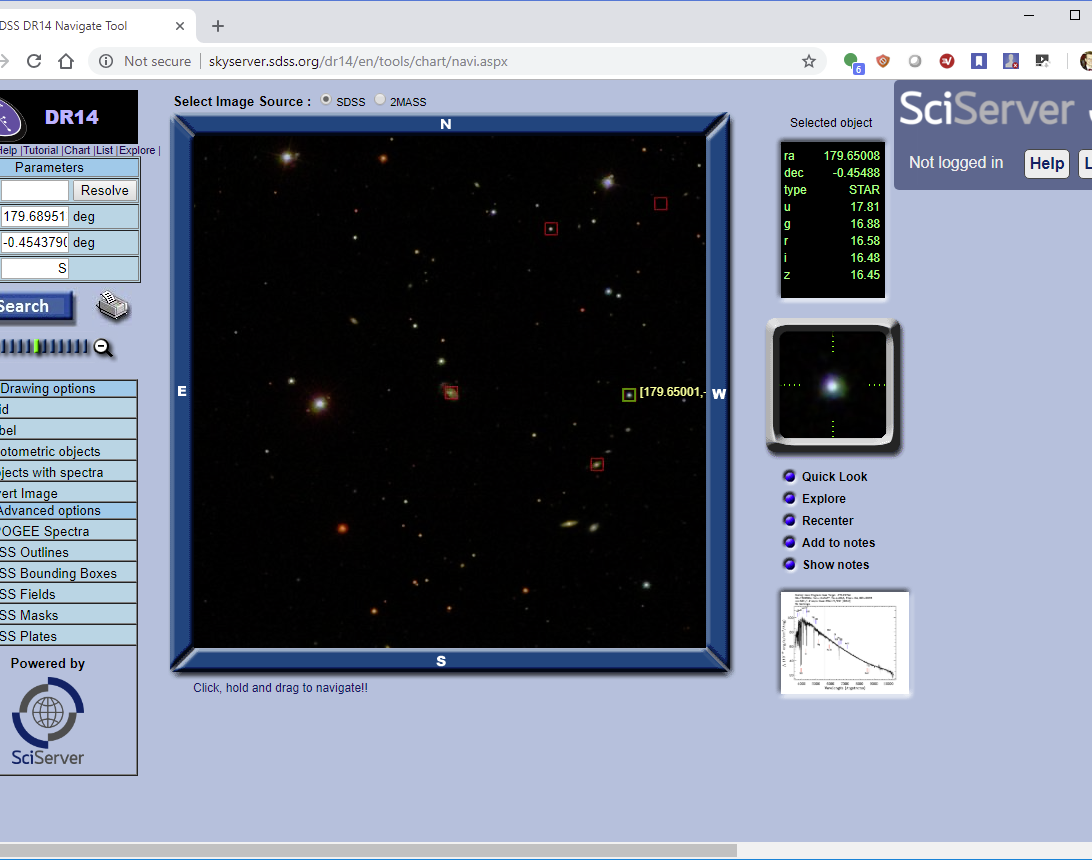 DSS DR14 Navigate Tool
Not secure
skyserver.sdss.org/dr14/en/tools/chart/navi.aspx
6
Select Image Source :
SDSS
2MASS
DR14
Help |Tutorial |Chart |List |Explore |
Parameters
Resolve
179.68951 deg
-0.4543790 deg
S
Search
Drawing options
id
bel
otometric objects
jects with spectra
vert Image
Advanced options
POGEE Spectra
SS Outlines
SS Bounding Boxes
SS Fields
SS Masks
SS Plates
Powered by
SciServer
N
E
W
S
[179.65001,-
Click, hold and drag to navigate!!
Selected object
ra 179.65008
dec -0.45488
type STAR
u 17.81
g 16.88
r 16.58
i 16.48
z 16.45
Quick Look
Explore
Recenter
Add to notes
Show notes
SciServer
Not logged in
Help
L